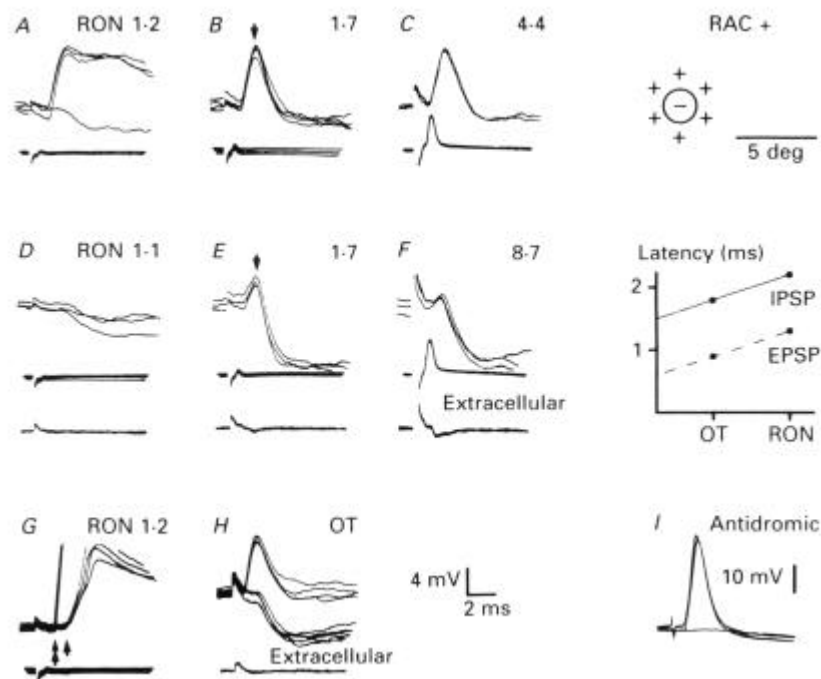 A RON 1·2
B 1·7
C 4·4
RAC +
+ + + − + + +
5 deg
D RON 1·1
E 1·7
F 8·7
Extracellular
Latency (ms)
2
IPSP
1
EPSP
OT RON
G RON 1·2
H OT
Extracellular
4 mV
2 ms
I Antidromic
10 mV